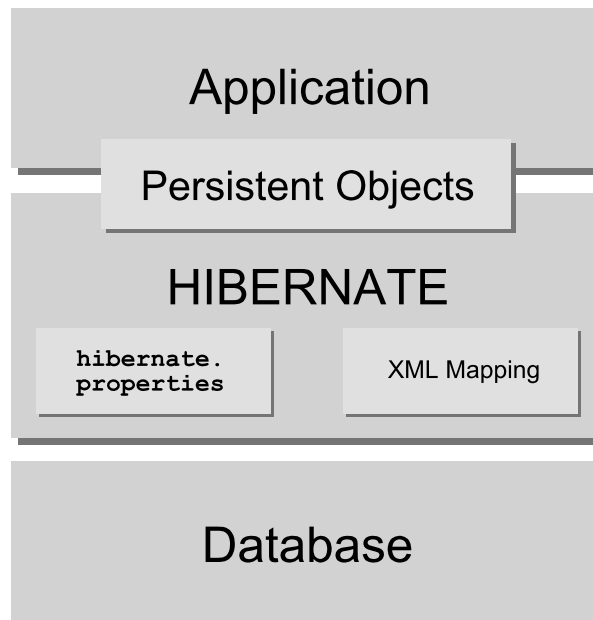 Application
Persistent Objects
HIBERNATE
hibernate.
properties
XML Mapping
Database